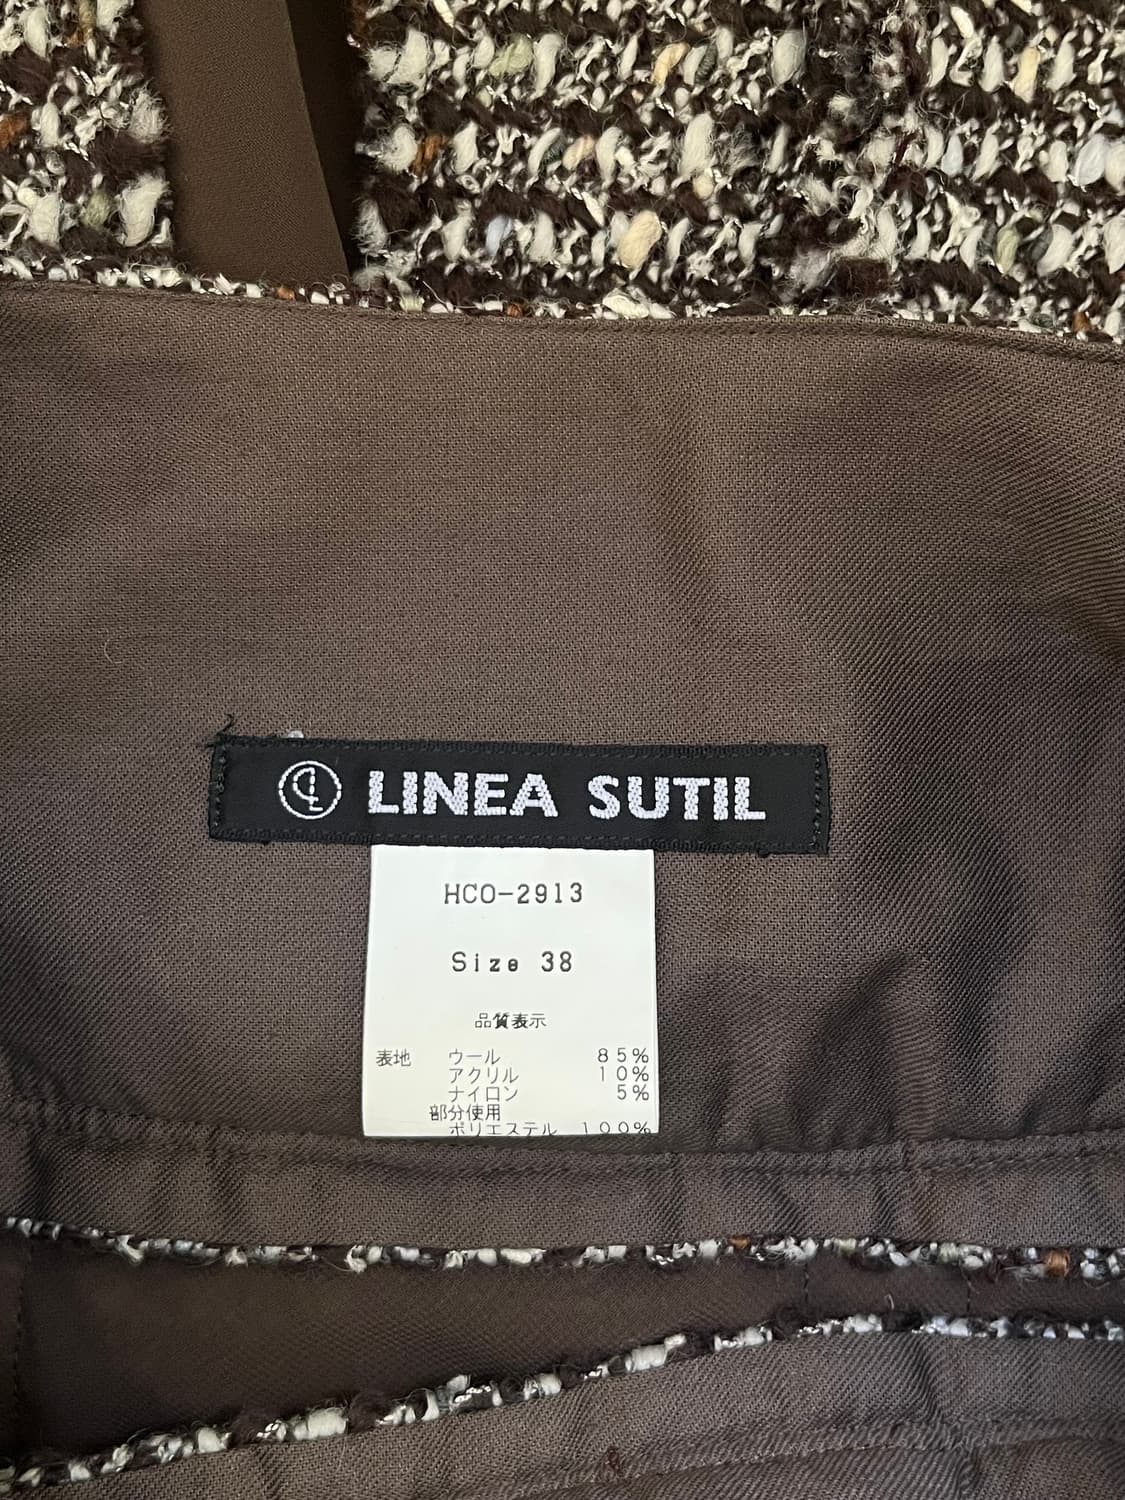 LINEA SUTIL
HCO-2913
Size 38
品質表示
表地 ウール 85%
アクリル 10%
ナイロン 5%
部分使用
ポリエステル 100%